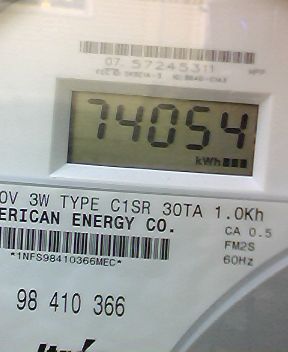 07. 57245311
74054
kWh
0V 3W TYPE C1SR 30TA 1.0Kh
ERICAN ENERGY CO.
CA 0.5
FM2S
*1NFS98410366MEC*
60Hz
98 410 366